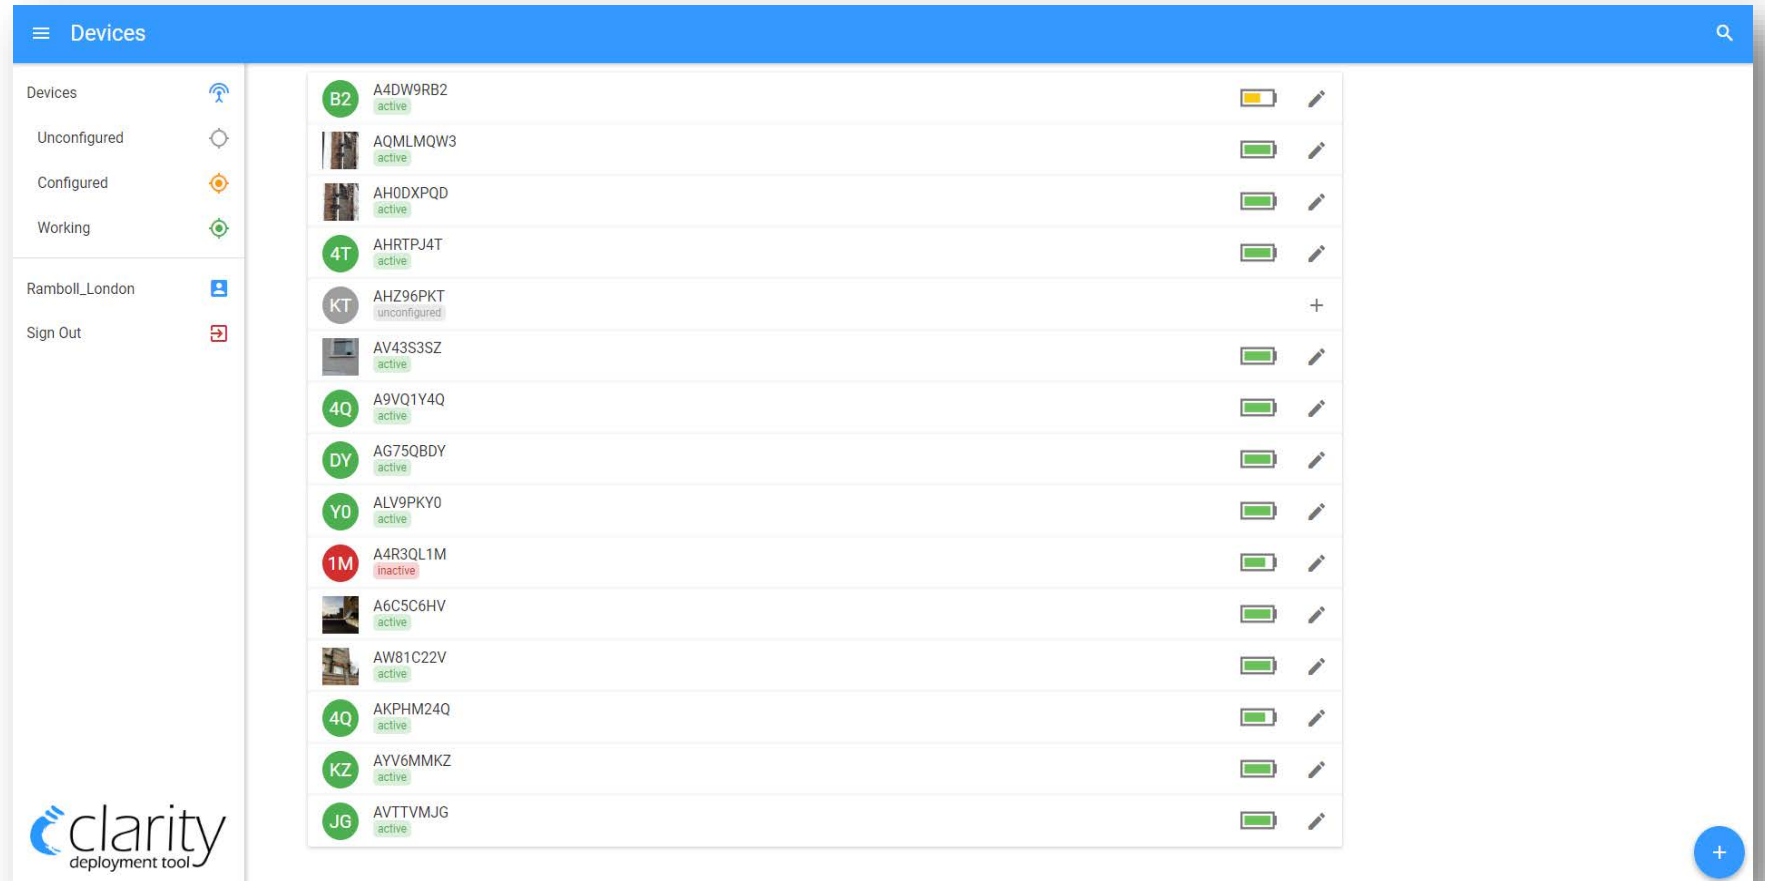 Devices
Devices
Unconfigured
Configured
Working
Ramboll_London
Sign Out
B2 A4DW9RB2
active
AQMLMQW3
active
AH0DXPQD
active
4T AHRTPJ4T
active
KT AHZ96PKT
unconfigured
AV43S3SZ
active
4Q A9VQ1Y4Q
active
DY AG75QBDY
active
Y0 ALV9PKY0
active
1M A4R3QL1M
inactive
A6C5C6HV
active
AW81C22V
active
4Q AKPHM24Q
active
KZ AYV6MMKZ
active
JG AVTTVMJG
active
clarity
deployment tool